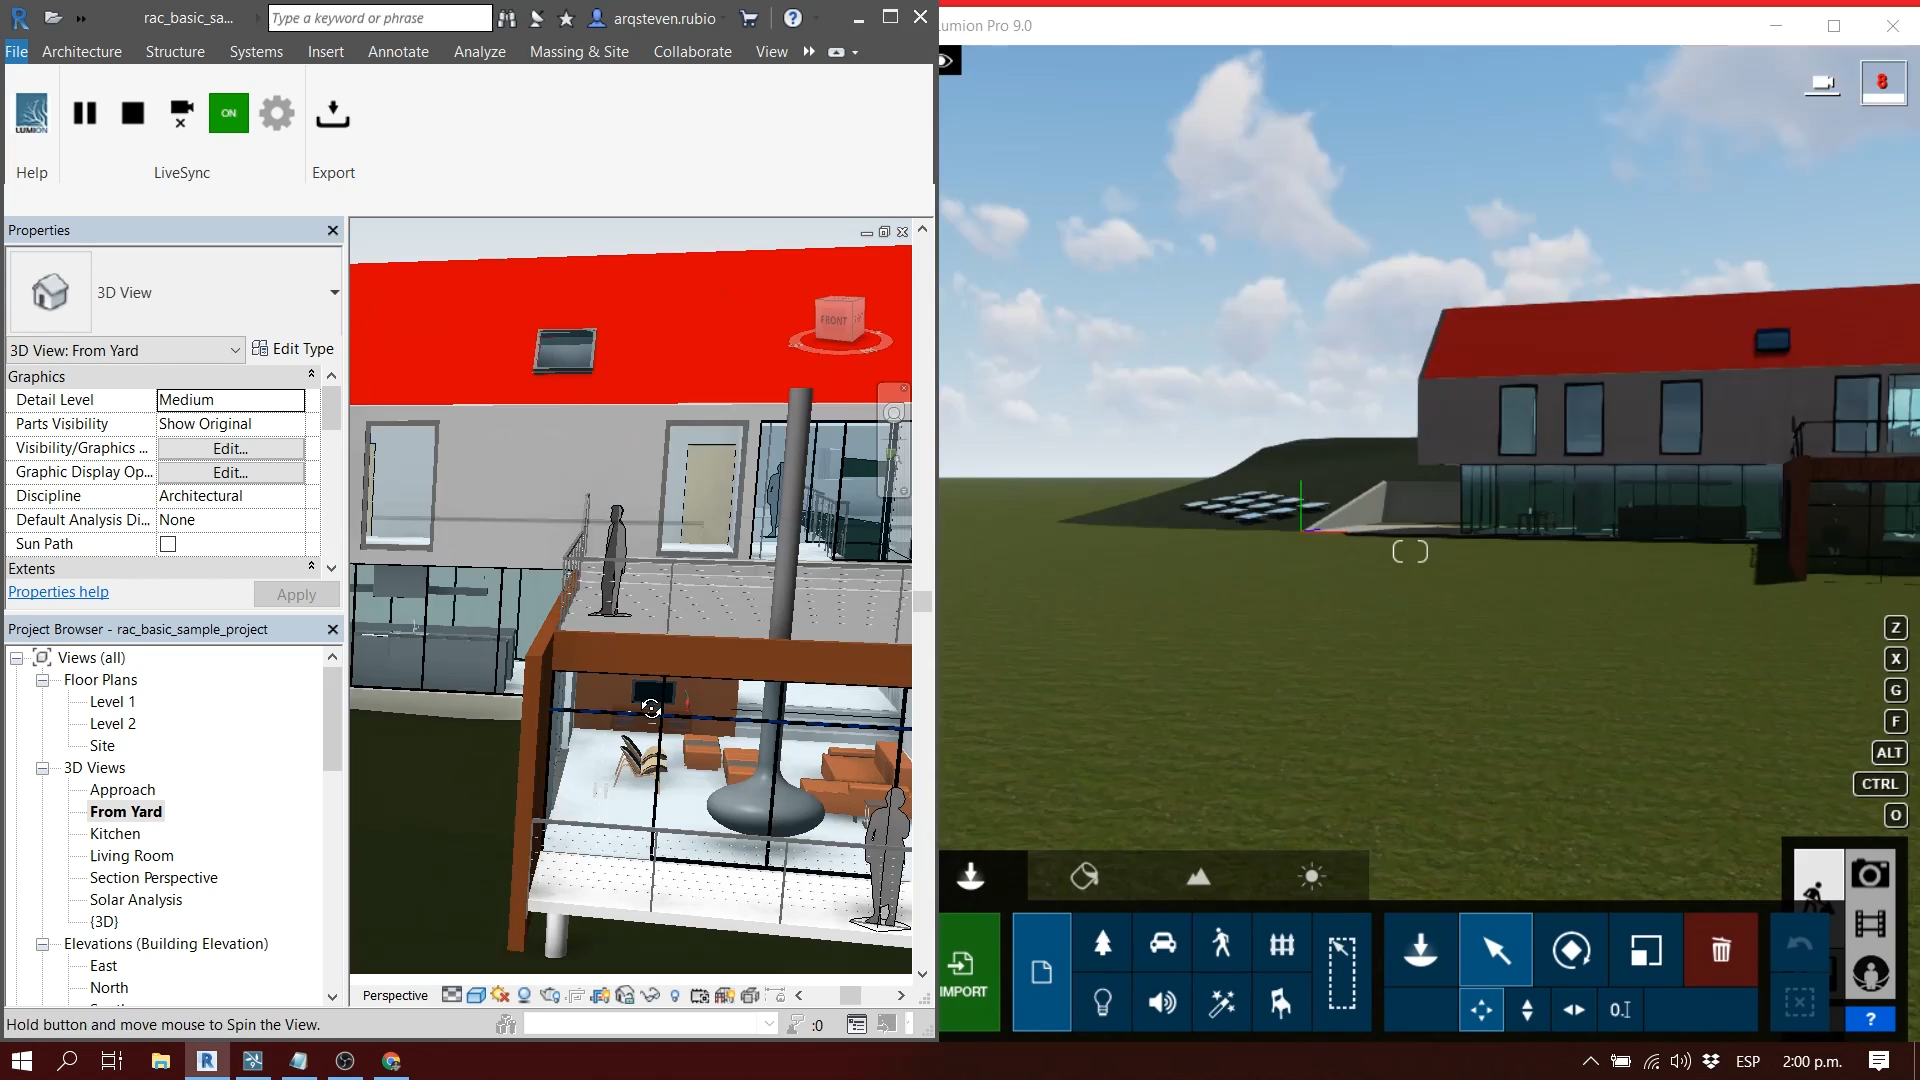 rac_basic_sa...
Type a keyword or phrase
arqsteven.rubio
File Architecture Structure Systems Insert Annotate Analyze Massing & Site Collaborate View
LUMION
ON
Help LiveSync Export
Properties
3D View
3D View: From Yard
Edit Type
Graphics
Detail Level Medium
Parts Visibility Show Original
Visibility/Graphics ... Edit...
Graphic Display Op... Edit...
Discipline Architectural
Default Analysis Di... None
Sun Path
Extents
Properties help
Apply
Project Browser - rac_basic_sample_project
Views (all)
Floor Plans
Level 1
Level 2
Site
3D Views
Approach
From Yard
Kitchen
Living Room
Section Perspective
Solar Analysis
{3D}
Elevations (Building Elevation)
East
North
FRONT
Perspective
Hold button and move mouse to Spin the View.
:0
umion Pro 9.0
8
Z
X
G
F
ALT
CTRL
O
IMPORT
?
ESP
2:00 p.m.